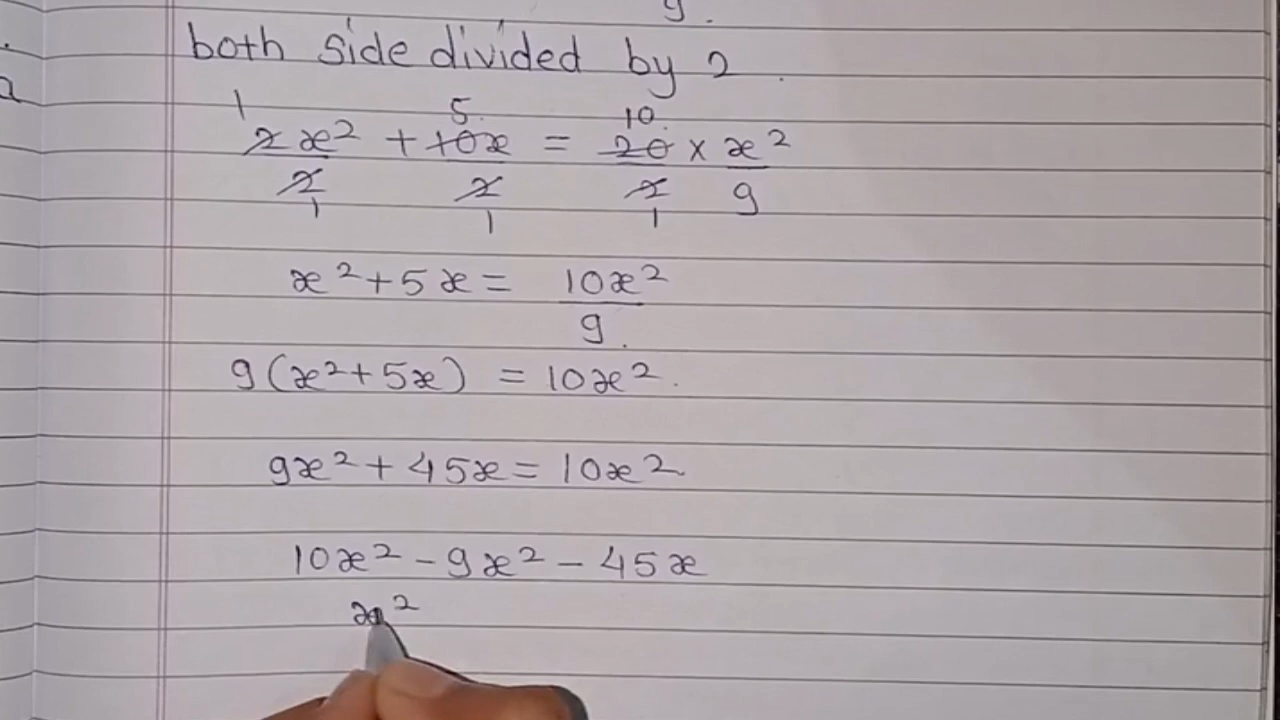 9.
both side divided by 2.
1 5. 10.
2x² + 10x = 20 × x²
2 2 2 9
1 1 1
x² + 5x = 10x²
9.
9(x² + 5x) = 10x².
9x² + 45x = 10x².
10x² - 9x² - 45x
x²